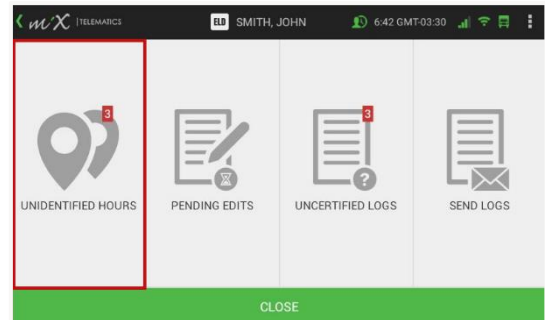 mix TELEMATICS ELD SMITH, JOHN 6:42 GMT-03:30
3 3
UNIDENTIFIED HOURS PENDING EDITS UNCERTIFIED LOGS SEND LOGS
?
CLOSE